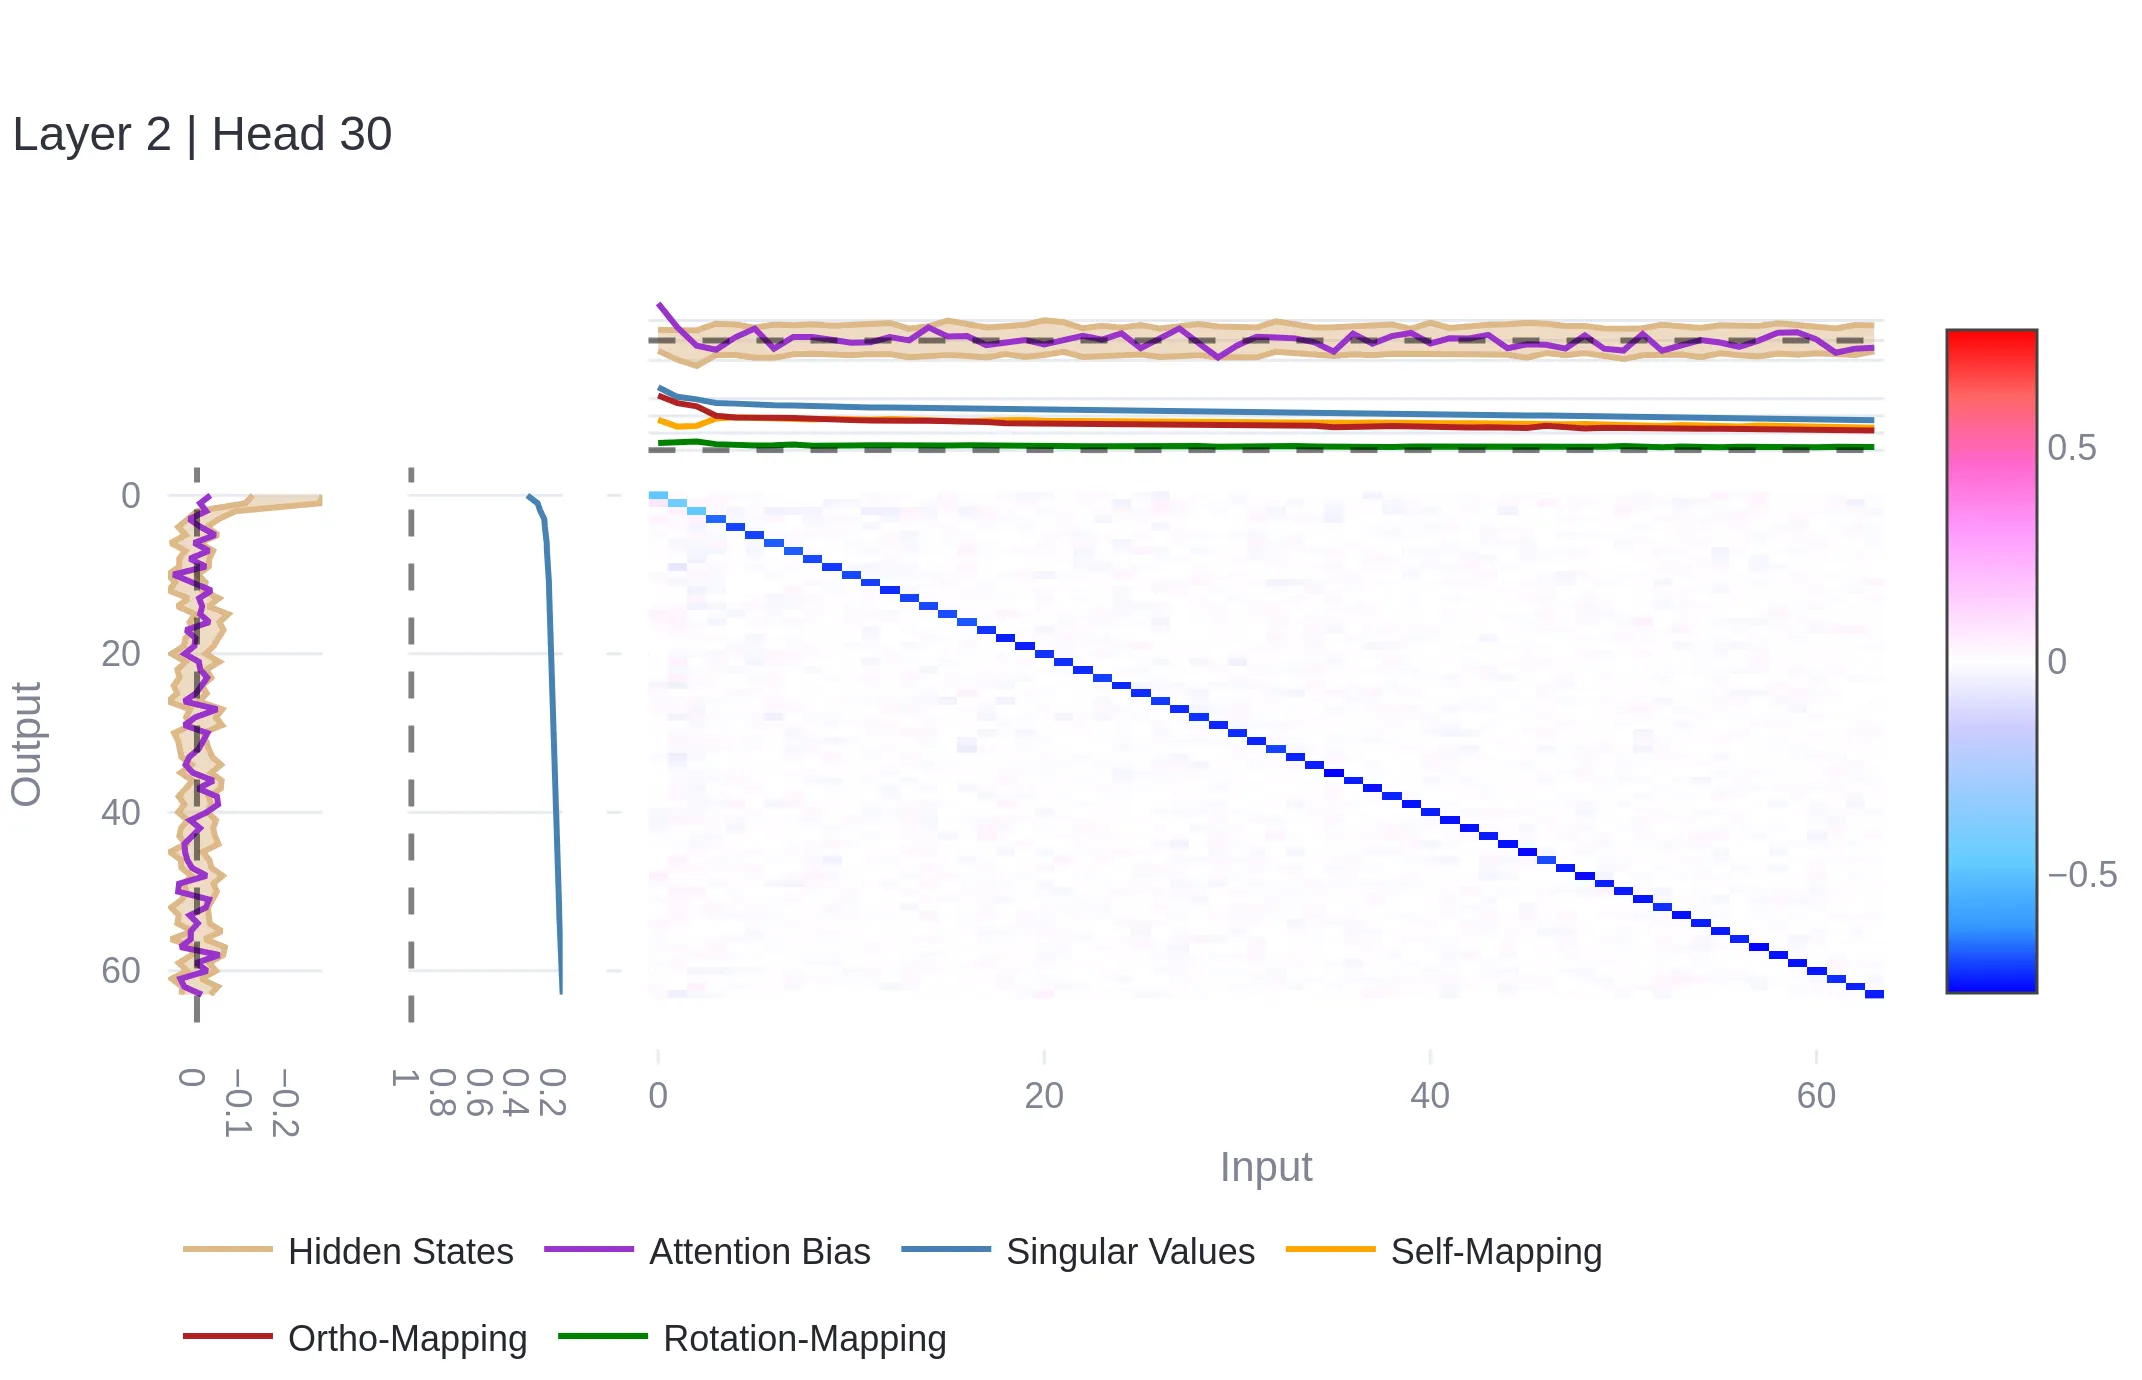 Layer 2 | Head 30
0
20
40
60
Output
0
−0.1
−0.2
1
0.8
0.6
0.4
0.2
0
20
40
60
Input
0.5
0
−0.5
Hidden States
Attention Bias
Singular Values
Self-Mapping
Ortho-Mapping
Rotation-Mapping